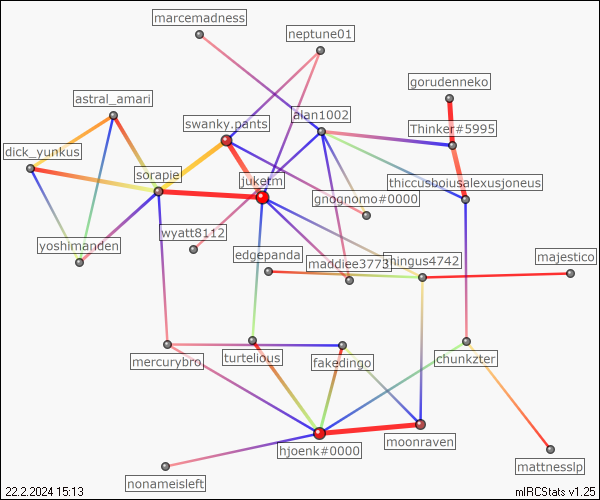 marcemadness
neptune01
gorudenneko
astral_amari
alan1002
swanky.pants
Thinker#5995
dick_yunkus
sorapie
juketm
thiccusboiusalexusjoneus
gnognomo#0000
wyatt8112
yoshimanden
edgepanda
maddiee3773
hingus4742
majestico
mercurybro
turtelious
fakedingo
chunkzter
hjoenk#0000
moonraven
mattnesslp
nonameisleft
22.2.2024 15:13
mIRCStats v1.25